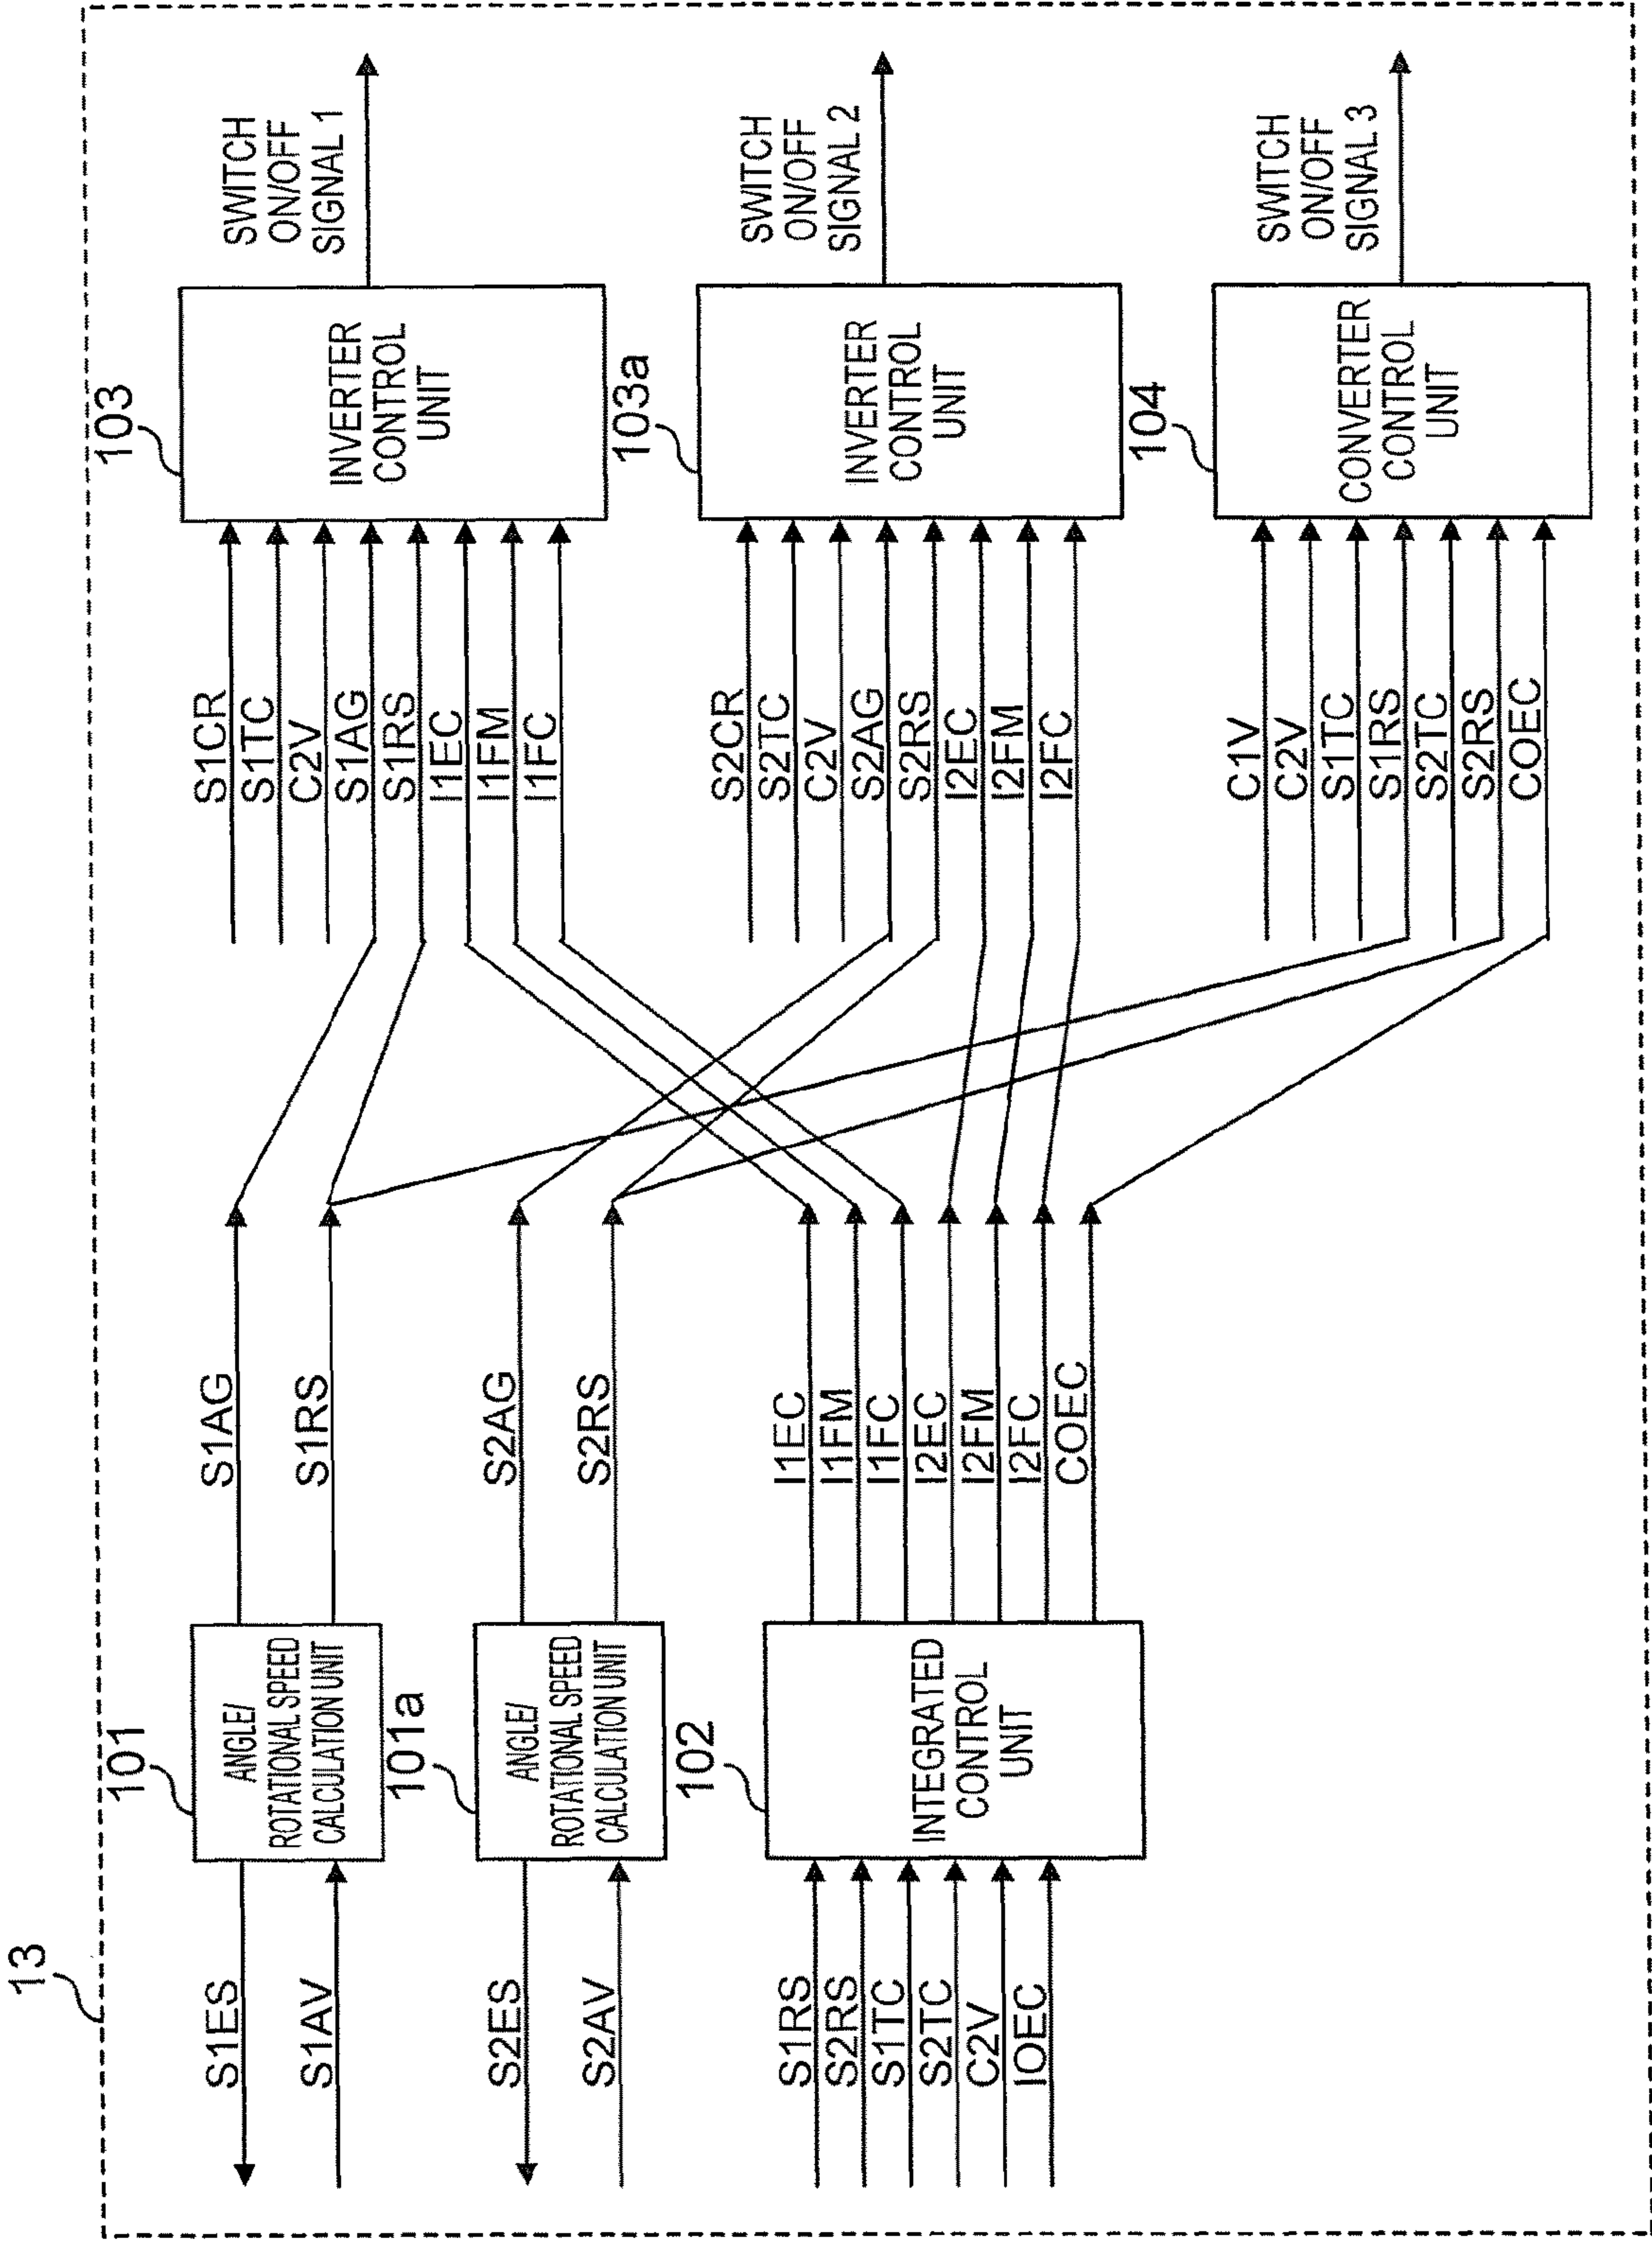 13
101
ANGLE/
ROTATIONAL SPEED
CALCULATION UNIT
S1ES
S1AV
S1AG
S1RS
101a
ANGLE/
ROTATIONAL SPEED
CALCULATION UNIT
S2ES
S2AV
S2AG
S2RS
102
INTEGRATED
CONTROL
UNIT
S1RS
S2RS
S1TC
S2TC
C2V
IOEC
I1EC
I1FM
I1FC
I2EC
I2FM
I2FC
COEC
103
INVERTER
CONTROL
UNIT
S1CR
S1TC
C2V
S1AG
S1RS
I1EC
I1FM
I1FC
SWITCH
ON/OFF
SIGNAL 1
103a
INVERTER
CONTROL
UNIT
S2CR
S2TC
C2V
S2AG
S2RS
I2EC
I2FM
I2FC
SWITCH
ON/OFF
SIGNAL 2
104
CONVERTER
CONTROL
UNIT
C1V
C2V
S1TC
S1RS
S2TC
S2RS
COEC
SWITCH
ON/OFF
SIGNAL 3